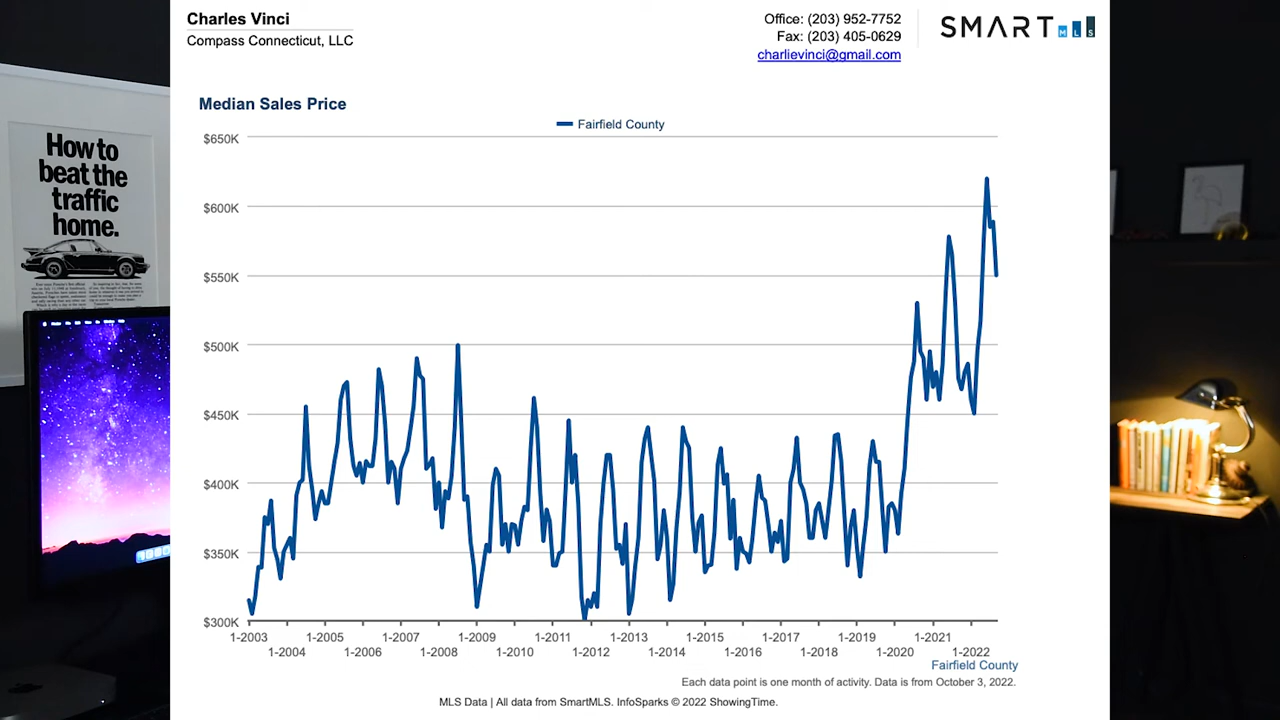 Charles Vinci
Compass Connecticut, LLC
Office: (203) 952-7752
Fax: (203) 405-0629
charlievinci@gmail.com
SMART MLS
Median Sales Price
Fairfield County
$650K
$600K
$550K
$500K
$450K
$400K
$350K
$300K
1-2003 1-2005 1-2007 1-2009 1-2011 1-2013 1-2015 1-2017 1-2019 1-2021
1-2004 1-2006 1-2008 1-2010 1-2012 1-2014 1-2016 1-2018 1-2020 1-2022
Fairfield County
Each data point is one month of activity. Data is from October 3, 2022.
MLS Data | All data from SmartMLS. InfoSparks © 2022 ShowingTime.
How to
beat the
traffic
home.